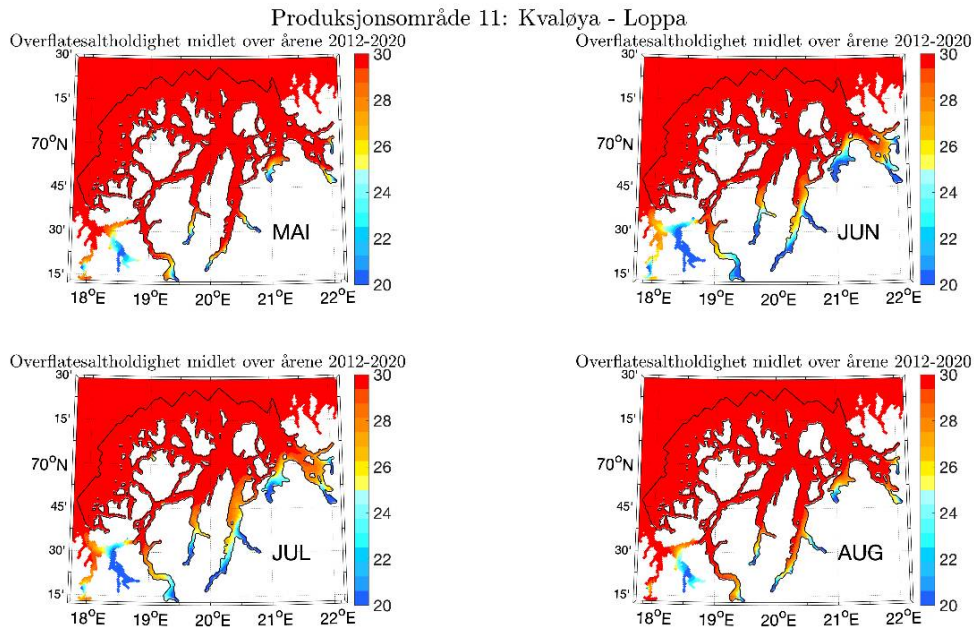 Produksjonsområde 11: Kvaløya - Loppa
Overflatesaltholdighet midlet over årene 2012-2020
30'
15'
70°N
45'
30'
15'
18°E 19°E 20°E 21°E 22°E
MAI
30
28
26
24
22
20
Overflatesaltholdighet midlet over årene 2012-2020
30'
15'
70°N
45'
30'
15'
18°E 19°E 20°E 21°E 22°E
JUN
30
28
26
24
22
20
Overflatesaltholdighet midlet over årene 2012-2020
30'
15'
70°N
45'
30'
15'
18°E 19°E 20°E 21°E 22°E
JUL
30
28
26
24
22
20
Overflatesaltholdighet midlet over årene 2012-2020
30'
15'
70°N
45'
30'
15'
18°E 19°E 20°E 21°E 22°E
AUG
30
28
26
24
22
20